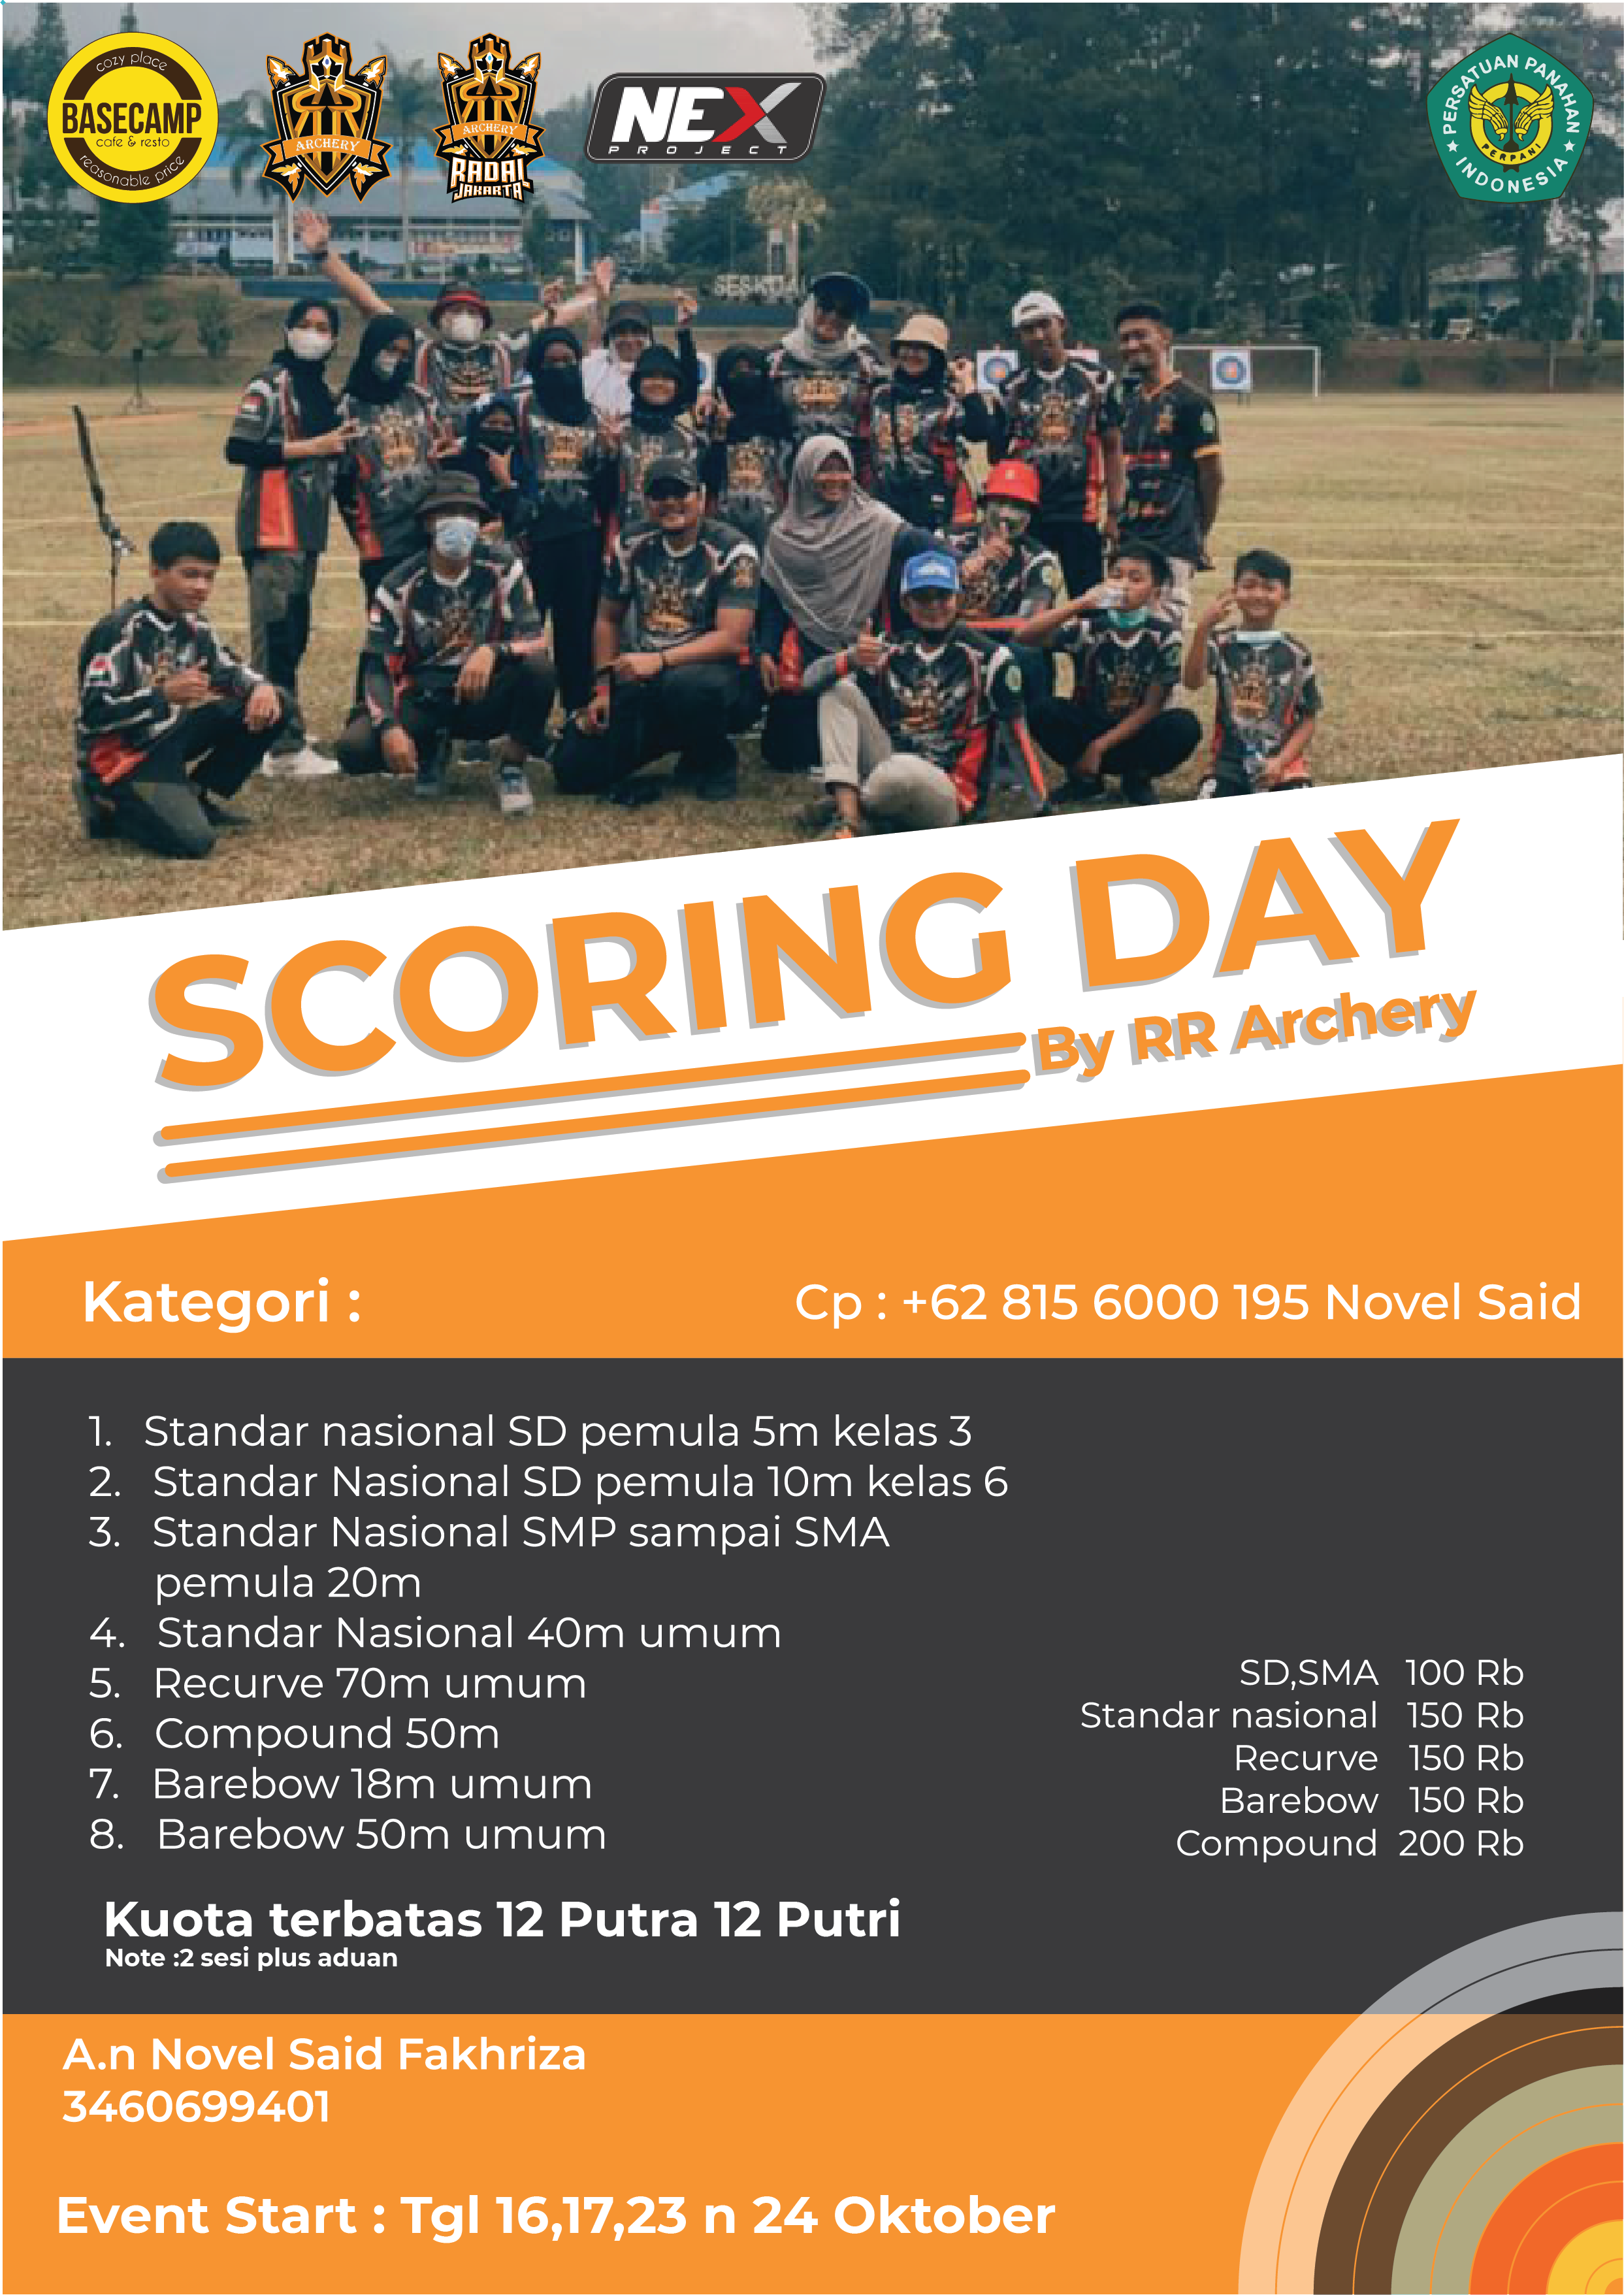 cozy place
BASECAMP
cafe & resto
reasonable price
RR
ARCHERY
RR
ARCHERY
BADAI
JAKARTA
NEX
PROJECT
PERSATUAN PANAHAN
PERPANI
INDONESIA
SCORING DAY
By RR Archery
Kategori :
Cp : +62 815 6000 195 Novel Said
1. Standar nasional SD pemula 5m kelas 3
2. Standar Nasional SD pemula 10m kelas 6
3. Standar Nasional SMP sampai SMA
pemula 20m
4. Standar Nasional 40m umum
5. Recurve 70m umum
6. Compound 50m
7. Barebow 18m umum
8. Barebow 50m umum
SD,SMA 100 Rb
Standar nasional 150 Rb
Recurve 150 Rb
Barebow 150 Rb
Compound 200 Rb
Kuota terbatas 12 Putra 12 Putri
Note :2 sesi plus aduan
A.n Novel Said Fakhriza
3460699401
Event Start : Tgl 16,17,23 n 24 Oktober